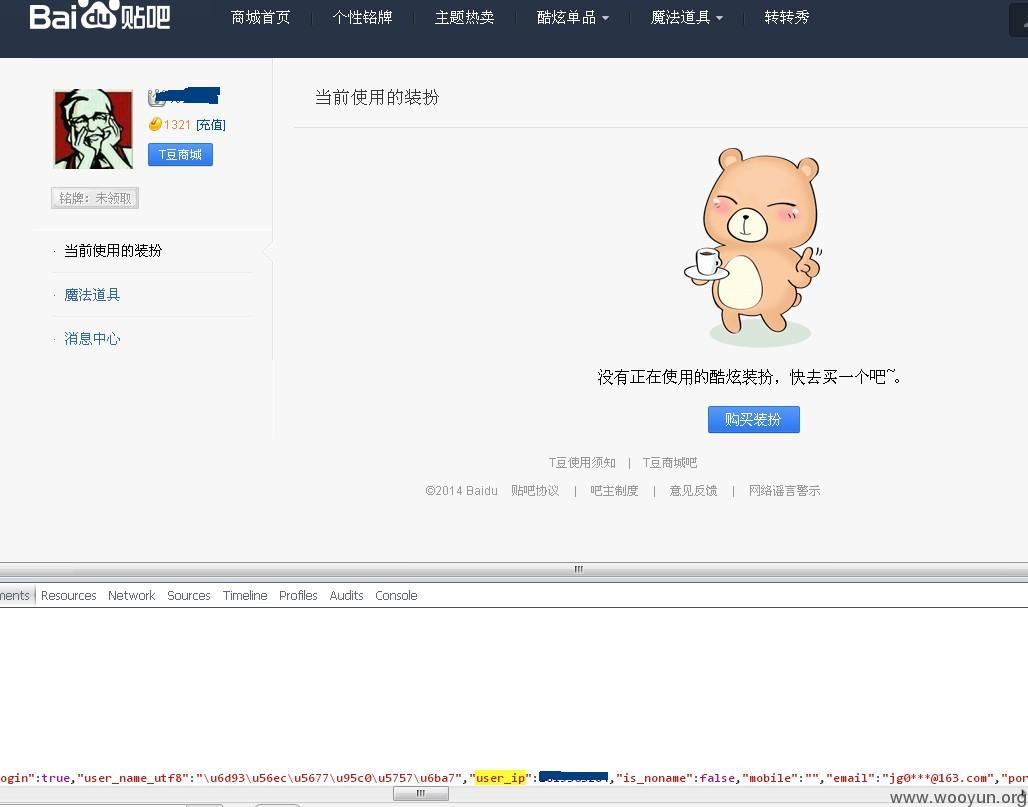 Bai 贴吧
商城首页 个性铭牌 主题热卖 酷炫单品 魔法道具 转转秀
当前使用的装扮
1321 [充值]
T豆商城
铭牌：未领取
· 当前使用的装扮
· 魔法道具
· 消息中心
没有正在使用的酷炫装扮，快去买一个吧~。
购买装扮
T豆使用须知 | T豆商城吧
©2014 Baidu 贴吧协议 | 吧主制度 | 意见反馈 | 网络谣言警示
ments Resources Network Sources Timeline Profiles Audits Console
ogin":true,"user_name_utf8":"\u6d93\u56ec\u5677\u95c0\u5757\u6ba7","user_ip": ,"is_noname":false,"mobile":"","email":"jg0***@163.com","por
www.wooyun.org